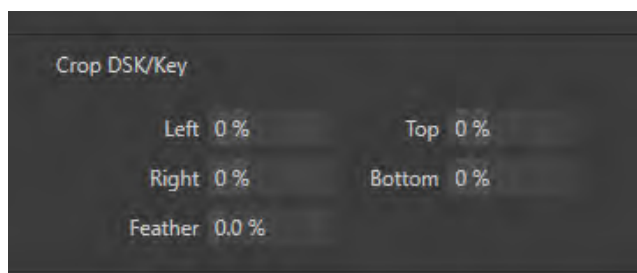 Crop DSK/Key
Left 0 % Top 0 %
Right 0 % Bottom 0 %
Feather 0.0 %